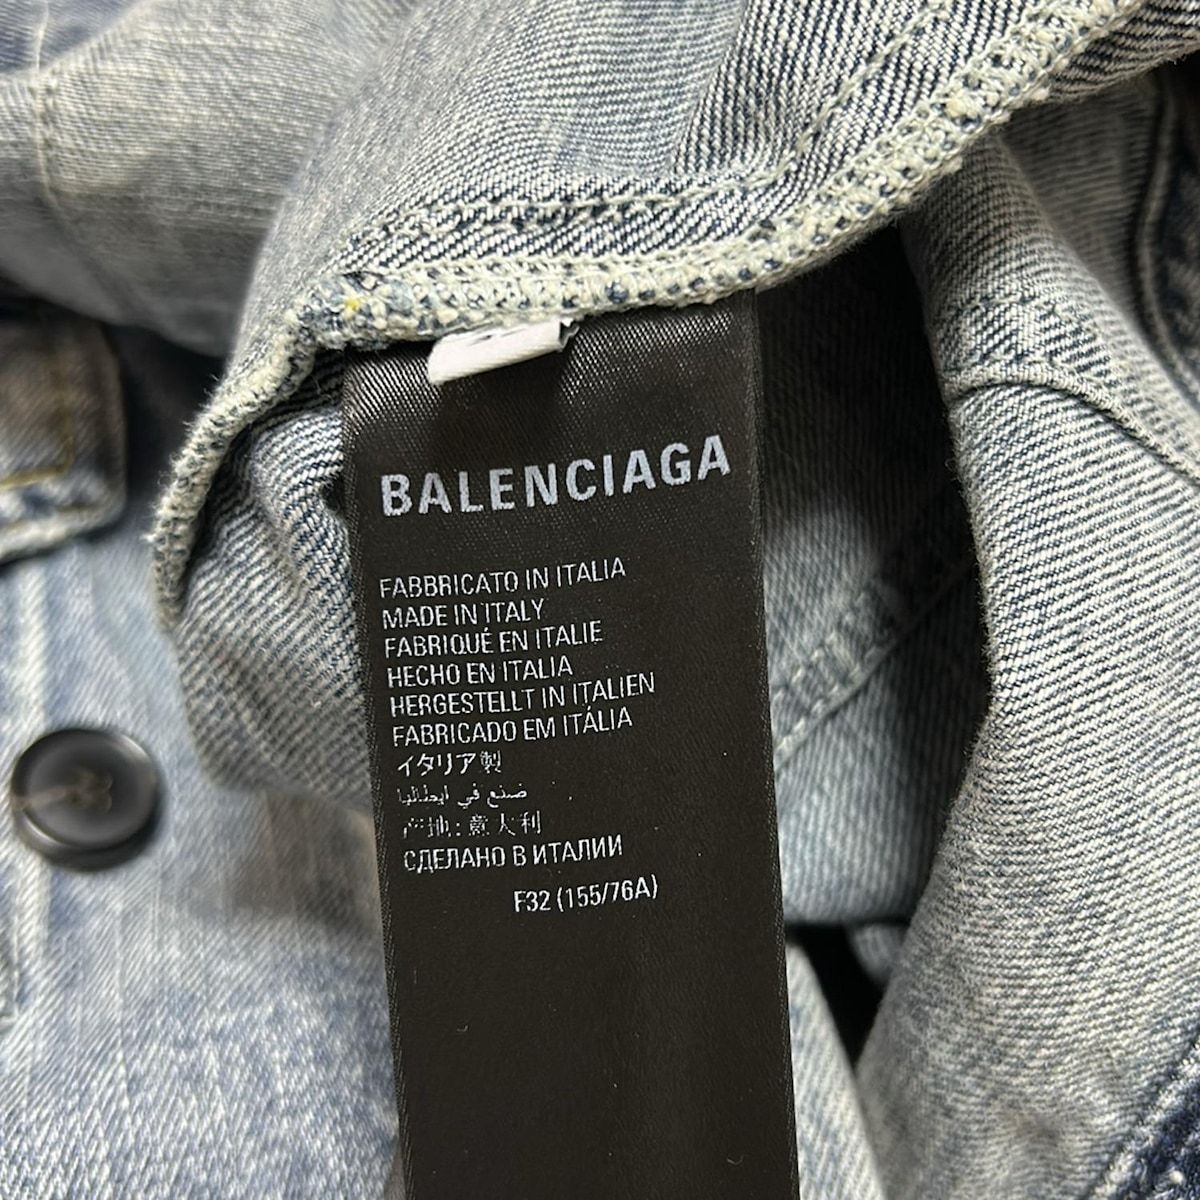 BALENCIAGA
FABBRICATO IN ITALIA
MADE IN ITALY
FABRIQUÉ EN ITALIE
HECHO EN ITALIA
HERGESTELLT IN ITALIEN
FABRICADO EM ITÁLIA
イタリア製
صنع في ايطاليا
产地：意大利
СДЕЛАНО В ИТАЛИИ
F32 (155/76A)